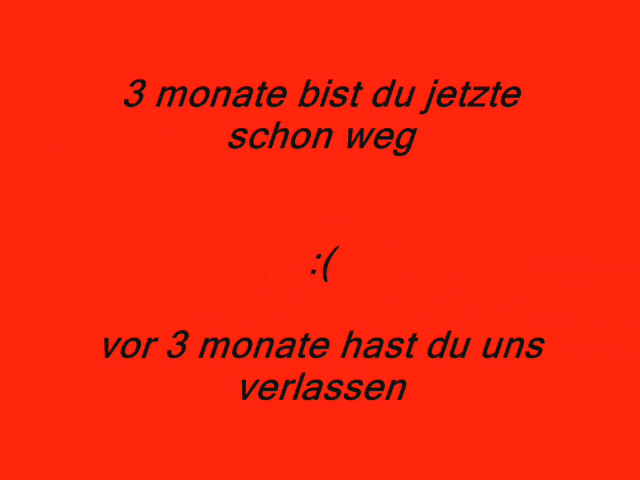 3 monate bist du jetzte
schon weg
:(
vor 3 monate hast du uns
verlassen